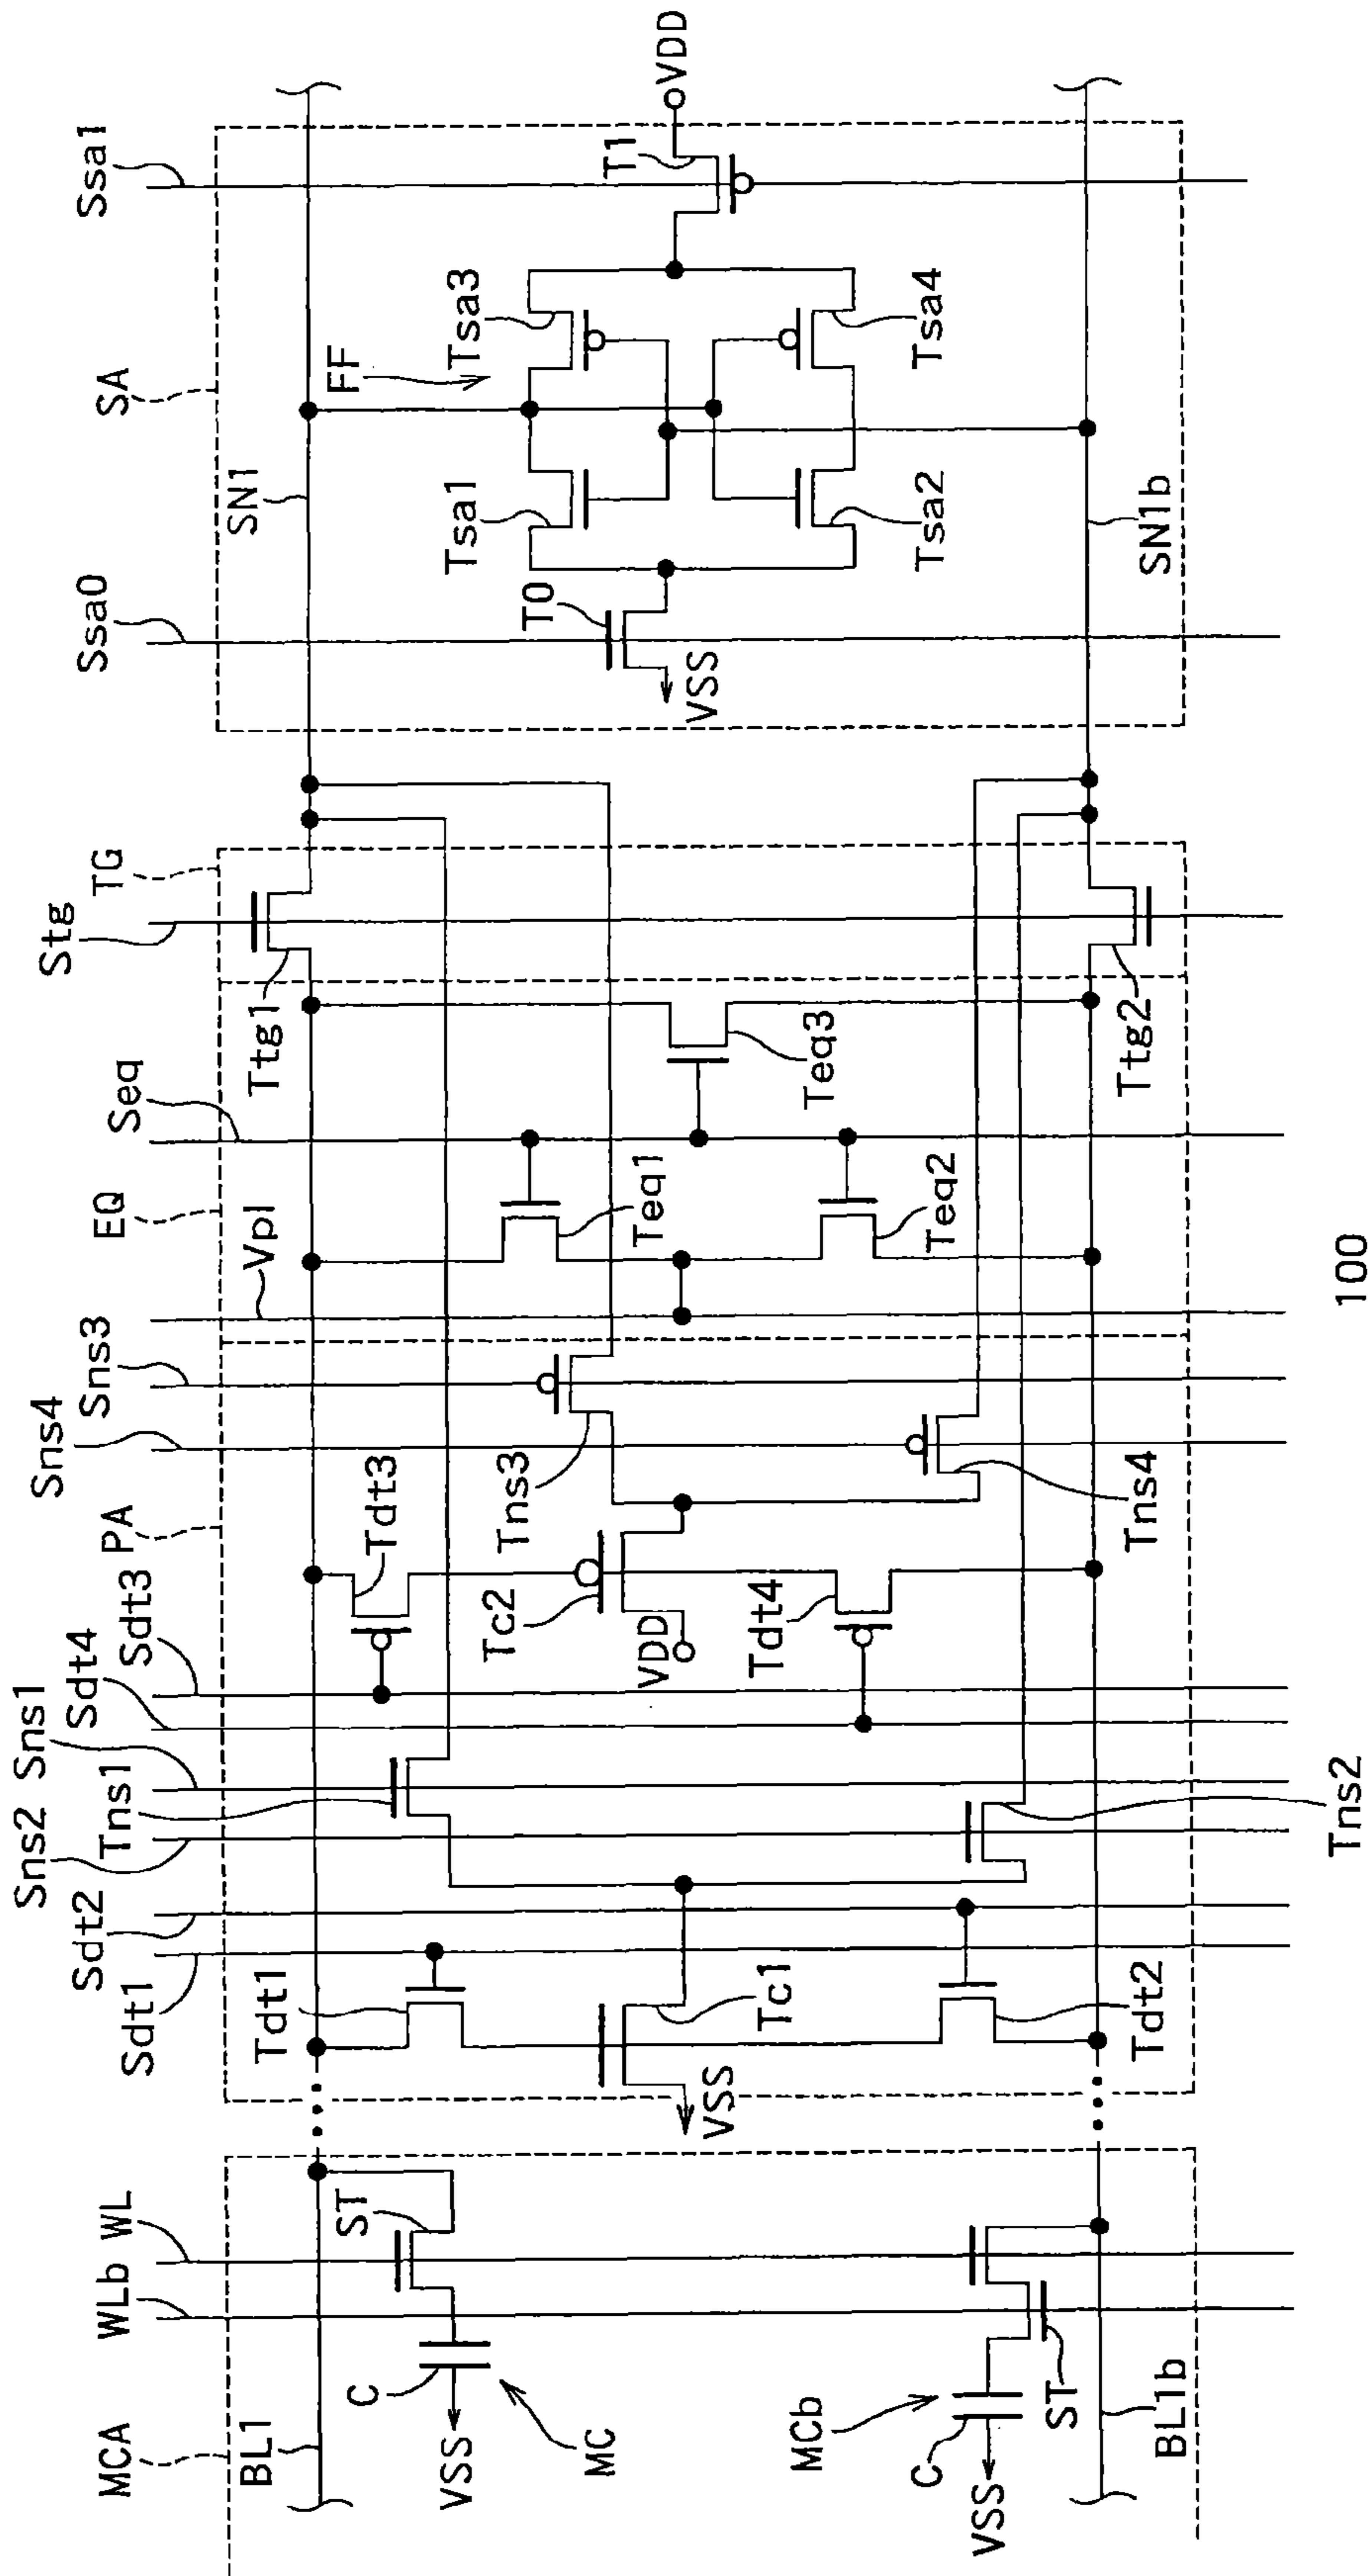 MCA
WLb
WL
BL1
C
ST
VSS
MC
MCb
C
VSS
ST
BL1b
Sdt1
Sdt2
Sns2
Tns1
Sns1
Sdt4
Sdt3
PA
Sns4
Sns3
Tdt1
Tc1
VSS
Tdt2
Tns2
Tdt3
Tc2
VDD
Tdt4
Tns3
Tns4
Vpl
EQ
Seq
Teq1
Teq2
Teq3
Stg
TG
Ttg1
Ttg2
Ssa0
SN1
SA
Ssa1
T0
VSS
Tsa1
FF
Tsa3
T1
VDD
Tsa2
Tsa4
SN1b
100